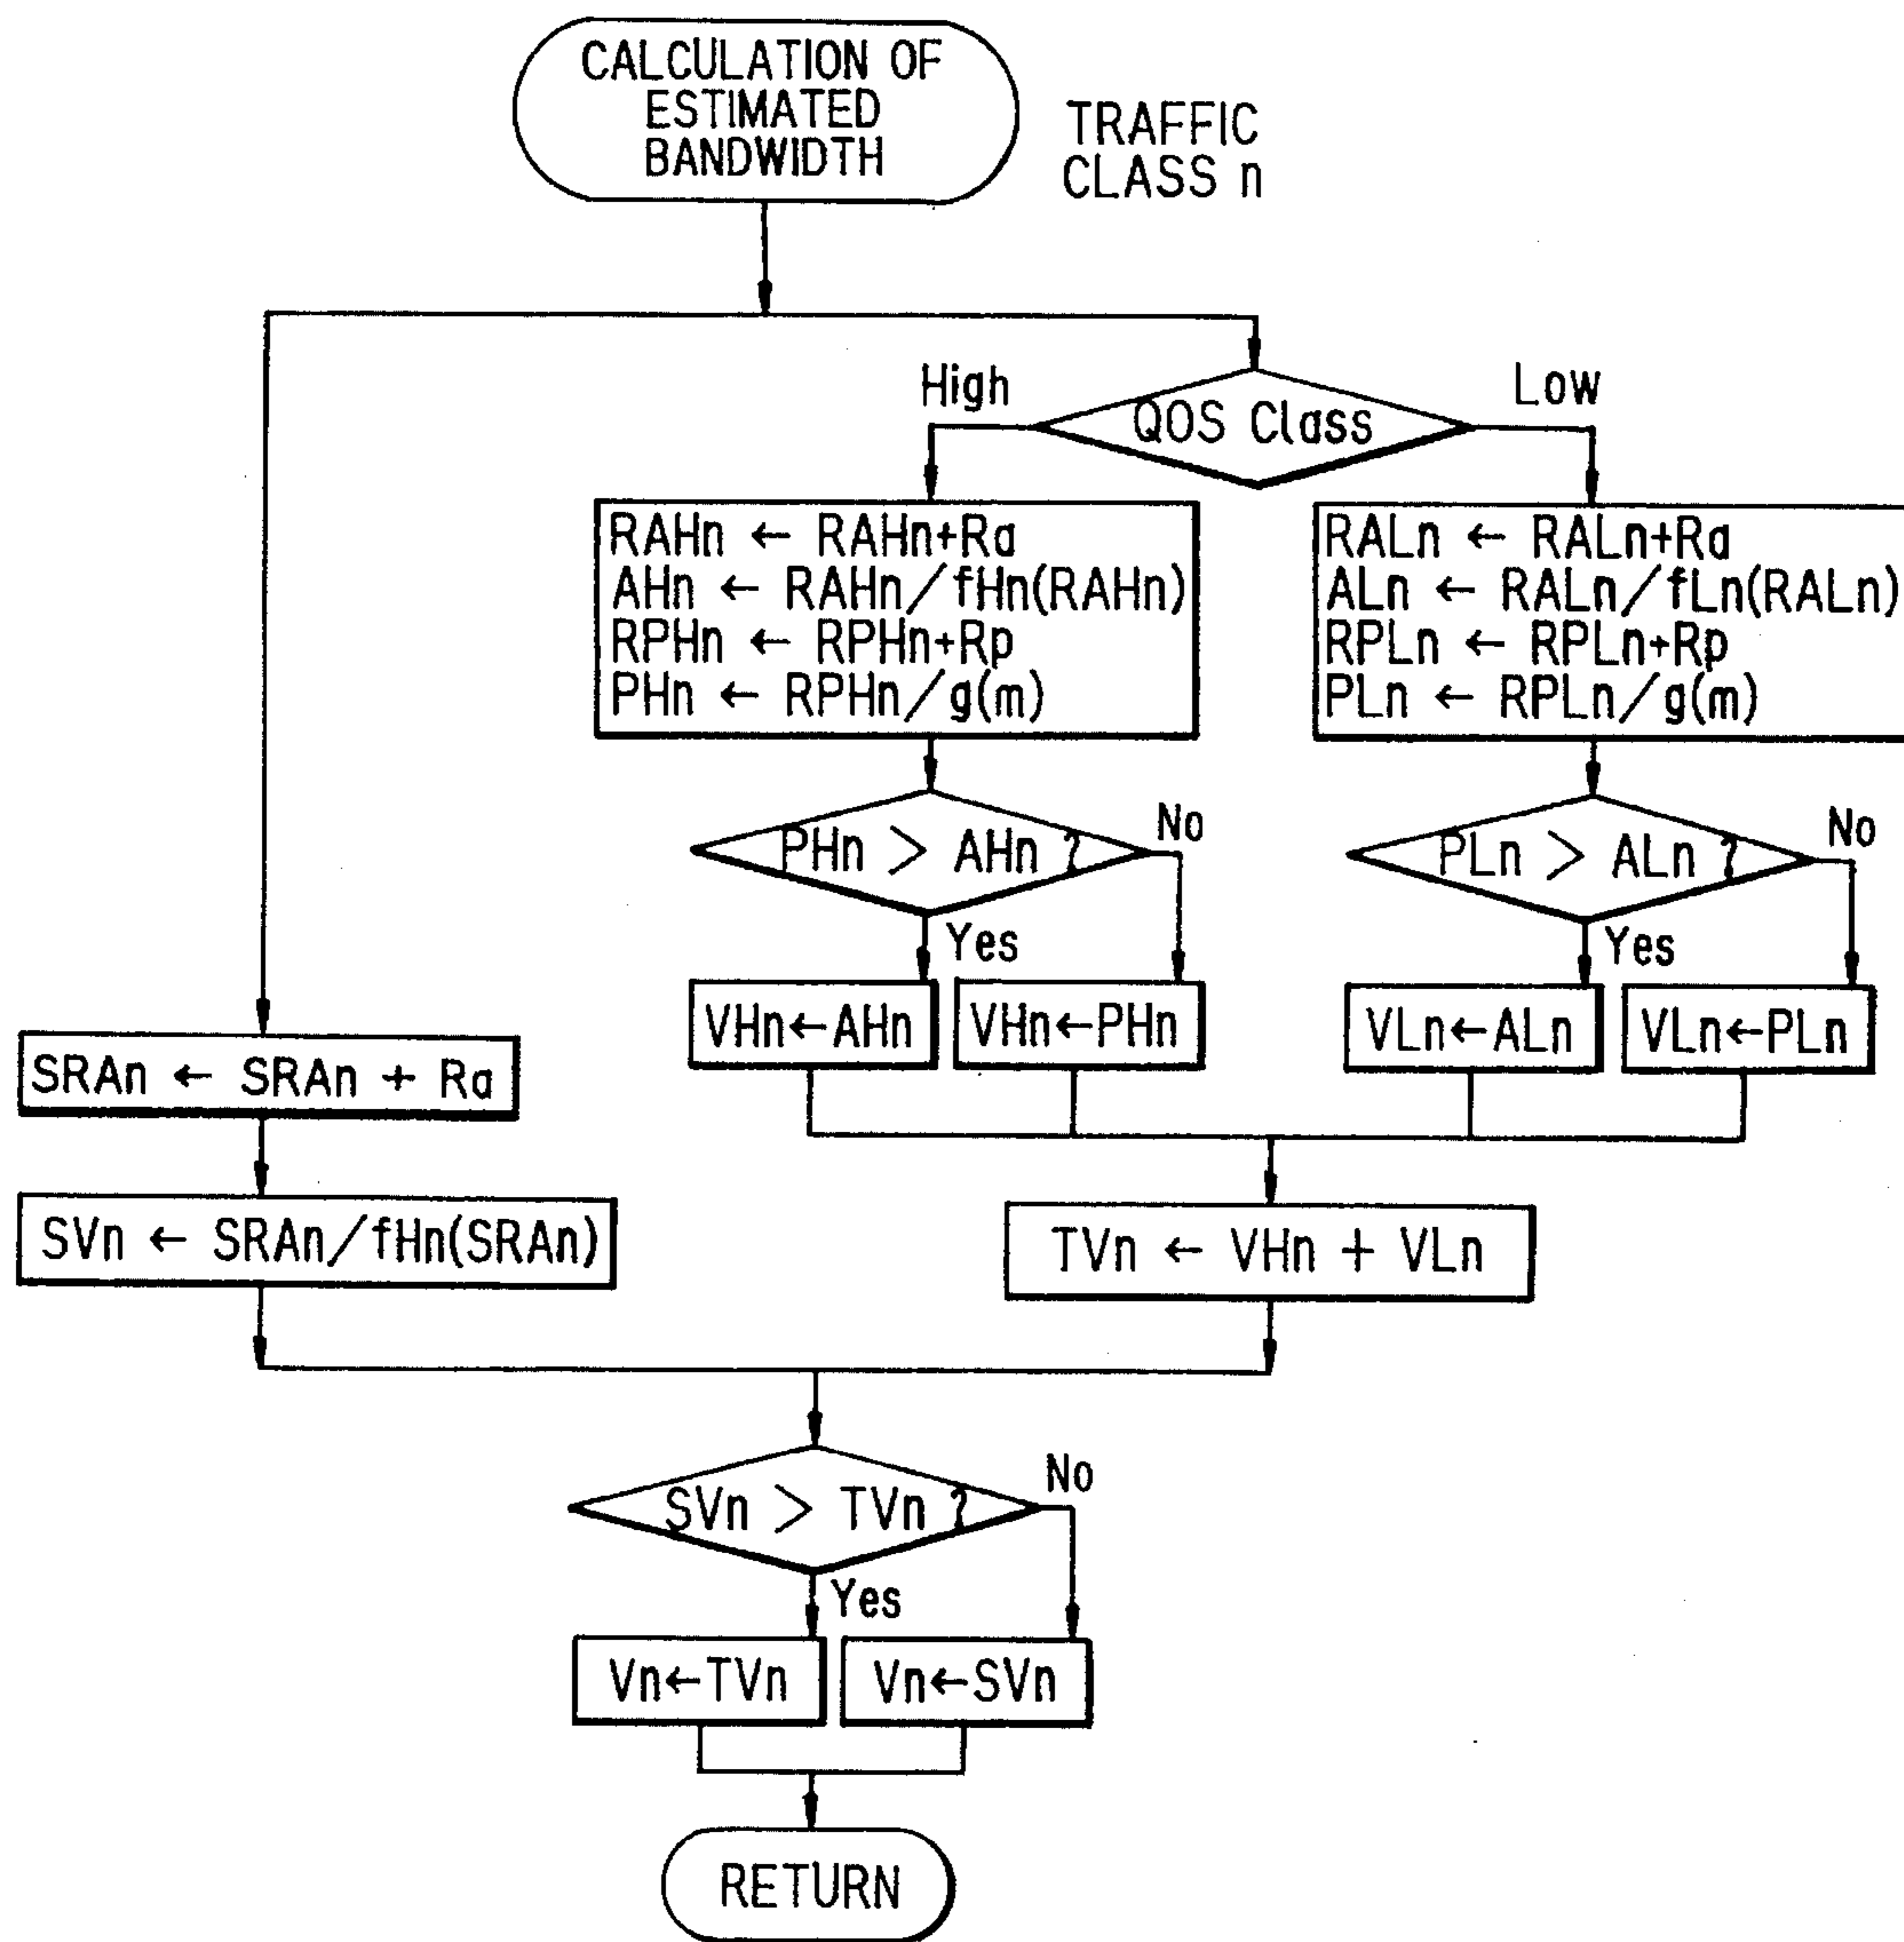 CALCULATION OF
ESTIMATED
BANDWIDTH
TRAFFIC
CLASS n
High
Low
QOS Class
RAHn ← RAHn+Ra
AHn ← RAHn/fHn(RAHn)
RPHn ← RPHn+Rp
PHn ← RPHn/g(m)
RALn ← RALn+Ra
ALn ← RALn/fLn(RALn)
RPLn ← RPLn+Rp
PLn ← RPLn/g(m)
PHn > AHn ?
No
Yes
PLn > ALn ?
No
Yes
VHn←AHn
VHn←PHn
VLn←ALn
VLn←PLn
SRAn ← SRAn + Ra
SVn ← SRAn/fHn(SRAn)
TVn ← VHn + VLn
SVn > TVn ?
No
Yes
Vn←TVn
Vn←SVn
RETURN